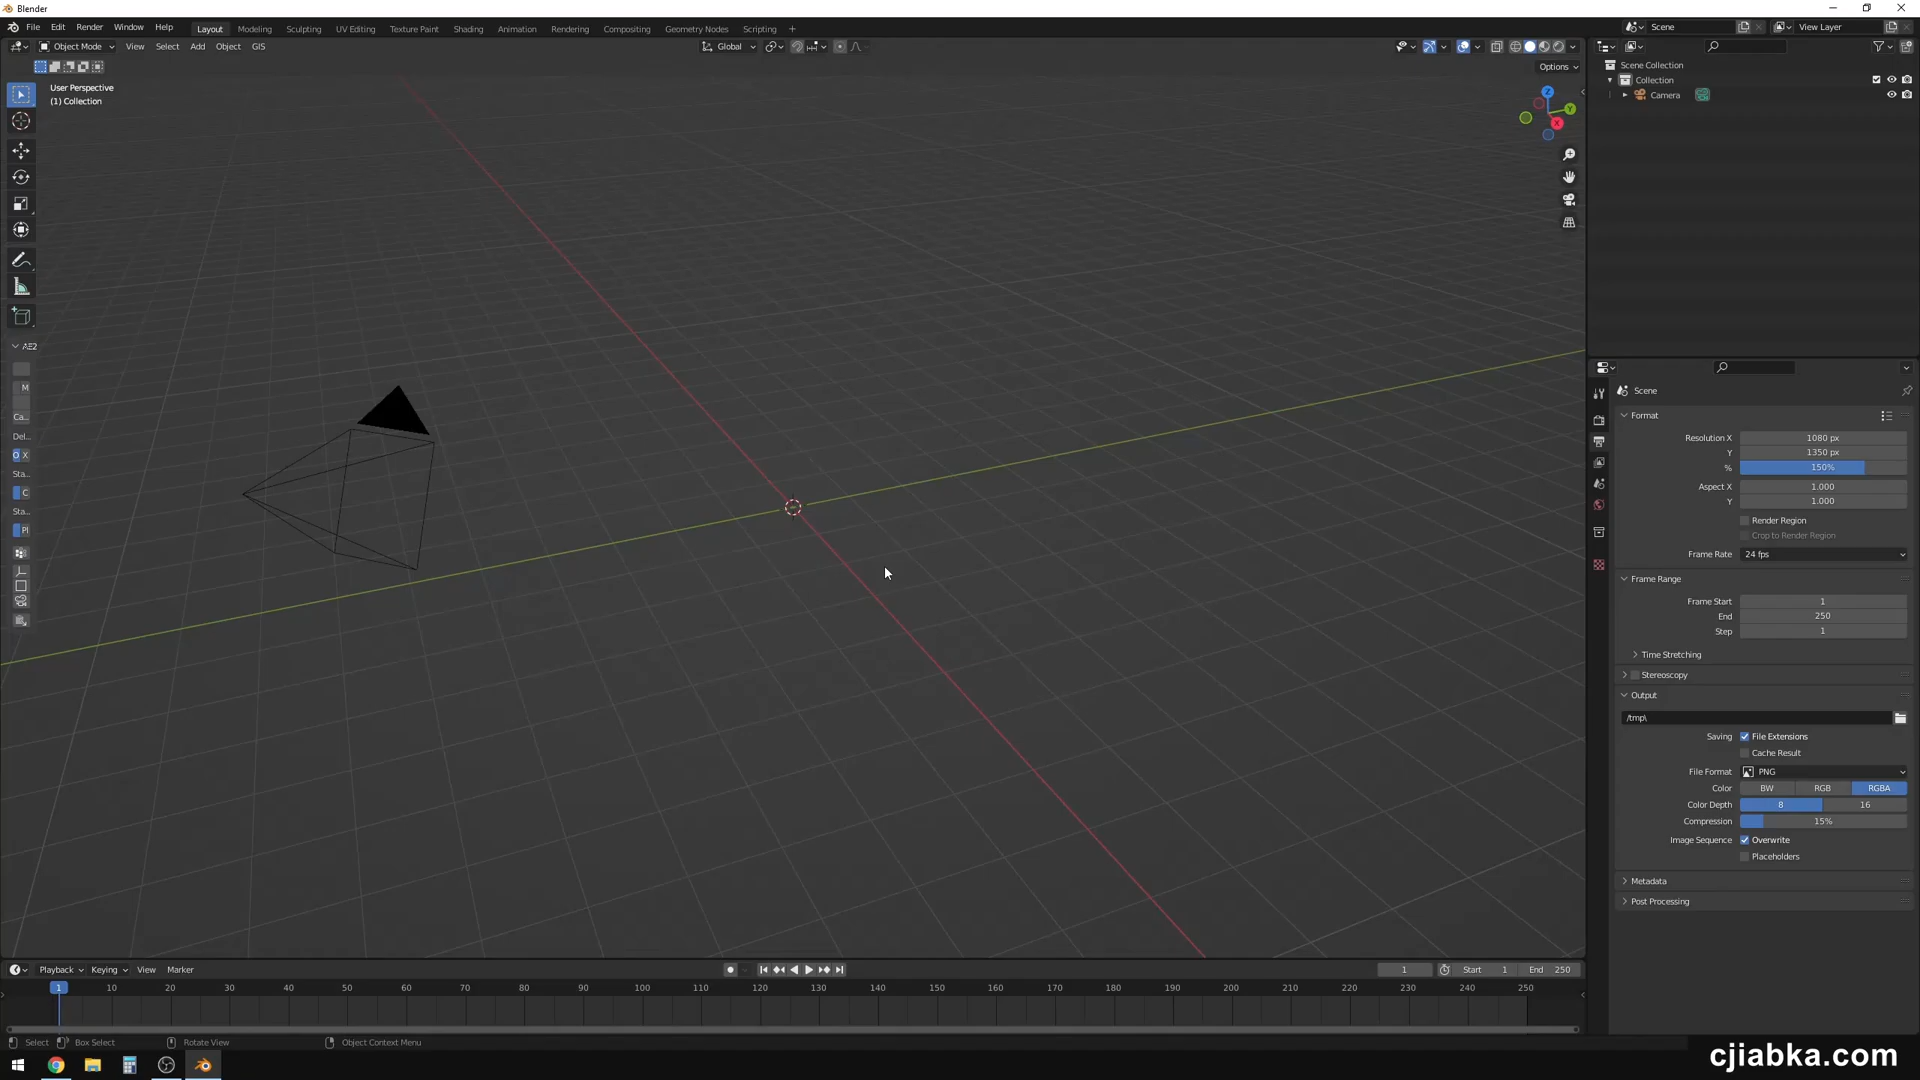 Blender
File Edit Render Window Help Layout Modeling Sculpting UV Editing Texture Paint Shading Animation Rendering Compositing Geometry Nodes Scripting + Scene View Layer
Object Mode View Select Add Object GIS Global
Options
User Perspective
(1) Collection
Z
Y
X
Scene Collection
Collection
Camera
AE2
M
Ca...
Del...
O X
Sta...
C
Sta...
Pl
Scene
Format
Resolution X 1080 px
Y 1350 px
% 150%
Aspect X 1.000
Y 1.000
Render Region
Crop to Render Region
Frame Rate 24 fps
Frame Range
Frame Start 1
End 250
Step 1
Time Stretching
Stereoscopy
Output
/tmp\
Saving File Extensions
Cache Result
File Format PNG
Color BW RGB RGBA
Color Depth 8 16
Compression 15%
Image Sequence Overwrite
Placeholders
Metadata
Post Processing
Playback Keying View Marker 1 Start 1 End 250
1 10 20 30 40 50 60 70 80 90 100 110 120 130 140 150 160 170 180 190 200 210 220 230 240 250
Select Box Select Rotate View Object Context Menu
cjiabka.com